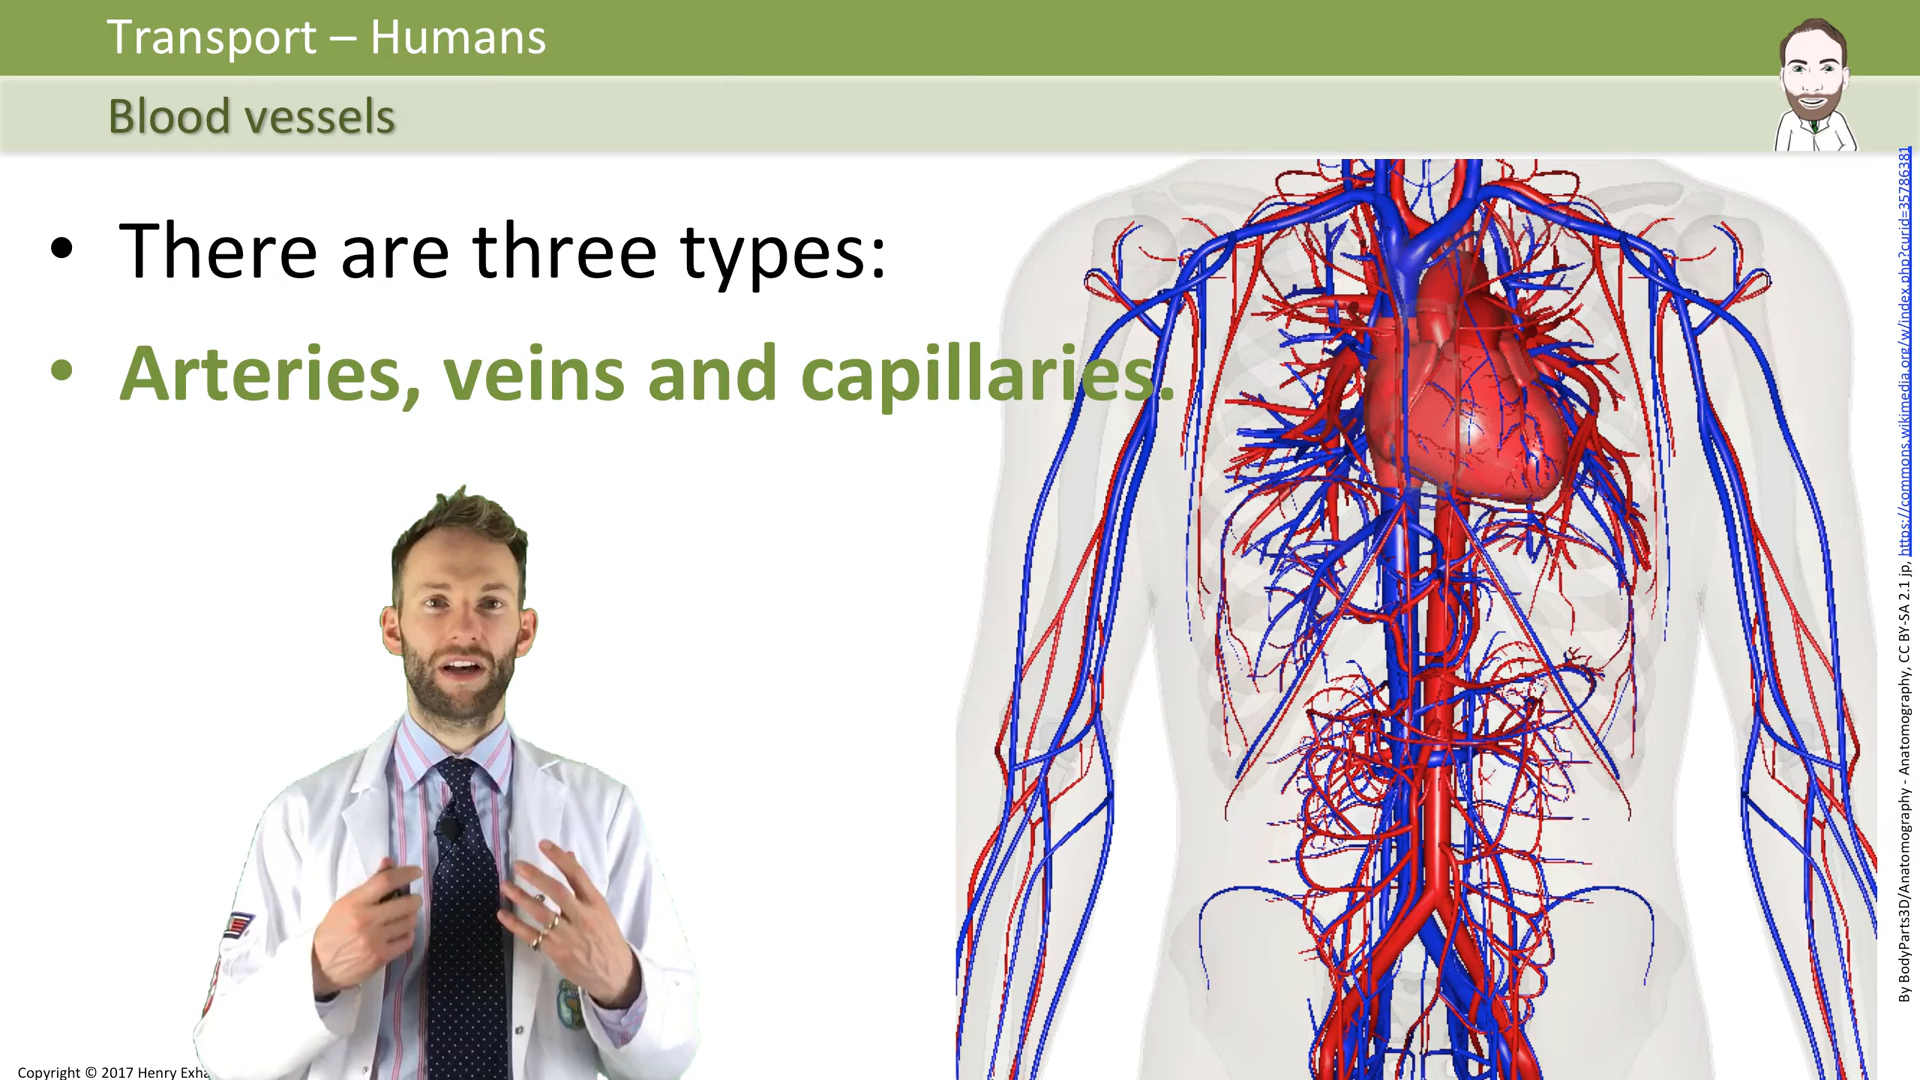 Transport – Humans
Blood vessels
• There are three types:
• Arteries, veins and capillaries.
By BodyParts3D/Anatomography - Anatomography, CC BY-SA 2.1 jp, https://commons.wikimedia.org/w/index.php?curid=35786381
Copyright © 2017 Henry Exha